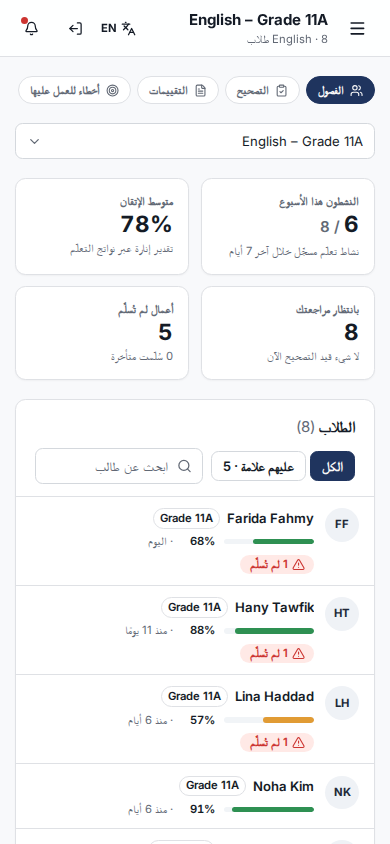 English – Grade 11A
8 · English طلاب
EN
الفصول
التصحيح
التقييمات
أخطاء للعمل عليها
English – Grade 11A
النشطون هذا الأسبوع
6 / 8
نشاط تعلّم مسجّل خلال آخر 7 أيام
متوسط الإتقان
78%
تقدير إنارة عبر نواتج التعلّم
بانتظار مراجعتك
8
لا شيء قيد التصحيح الآن
أعمال لم تُسلَّم
5
0 سُلّمت متأخرة
الطلاب (8)
الكل
عليهم علامة · 5
ابحث عن طالب
FF
Farida Fahmy
Grade 11A
68%
· اليوم
1 لم تُسلَّم
HT
Hany Tawfik
Grade 11A
88%
· منذ 11 يومًا
1 لم تُسلَّم
LH
Lina Haddad
Grade 11A
57%
· منذ 6 أيام
1 لم تُسلَّم
NK
Noha Kim
Grade 11A
91%
· منذ 6 أيام